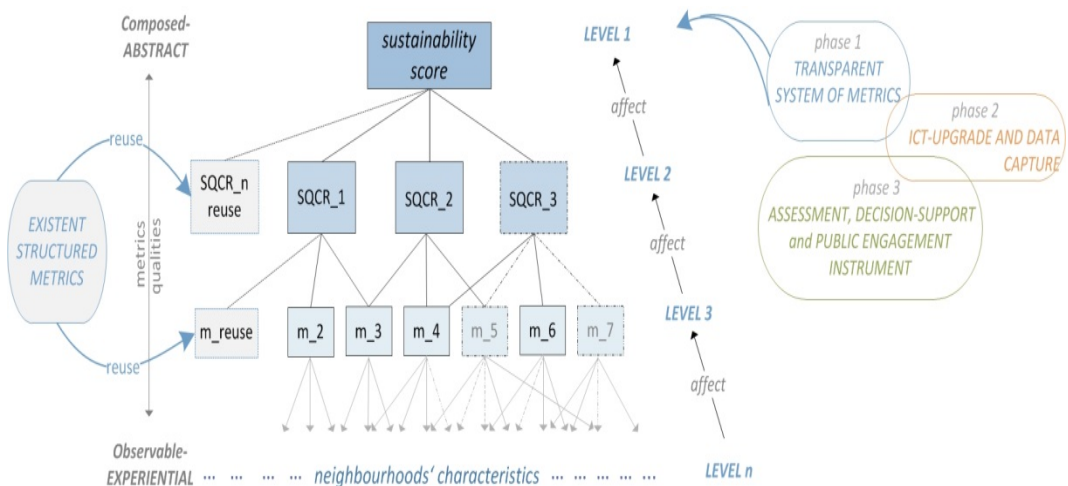 Composed-
ABSTRACT
sustainability
score
LEVEL 1
phase 1
TRANSPARENT
SYSTEM OF METRICS
affect
phase 2
ICT-UPGRADE AND DATA
CAPTURE
reuse
SQCR_n
reuse
SQCR_1
SQCR_2
SQCR_3
LEVEL 2
phase 3
ASSESSMENT, DECISION-SUPPORT
and PUBLIC ENGAGEMENT
INSTRUMENT
EXISTENT
STRUCTURED
METRICS
metrics
qualities
affect
LEVEL 3
m_reuse
m_2
m_3
m_4
m_5
m_6
m_7
reuse
affect
Observable-
EXPERIENTIAL ... ... ... ... neighbourhoods‘ characteristics ... ... ... ... ... ...
LEVEL n